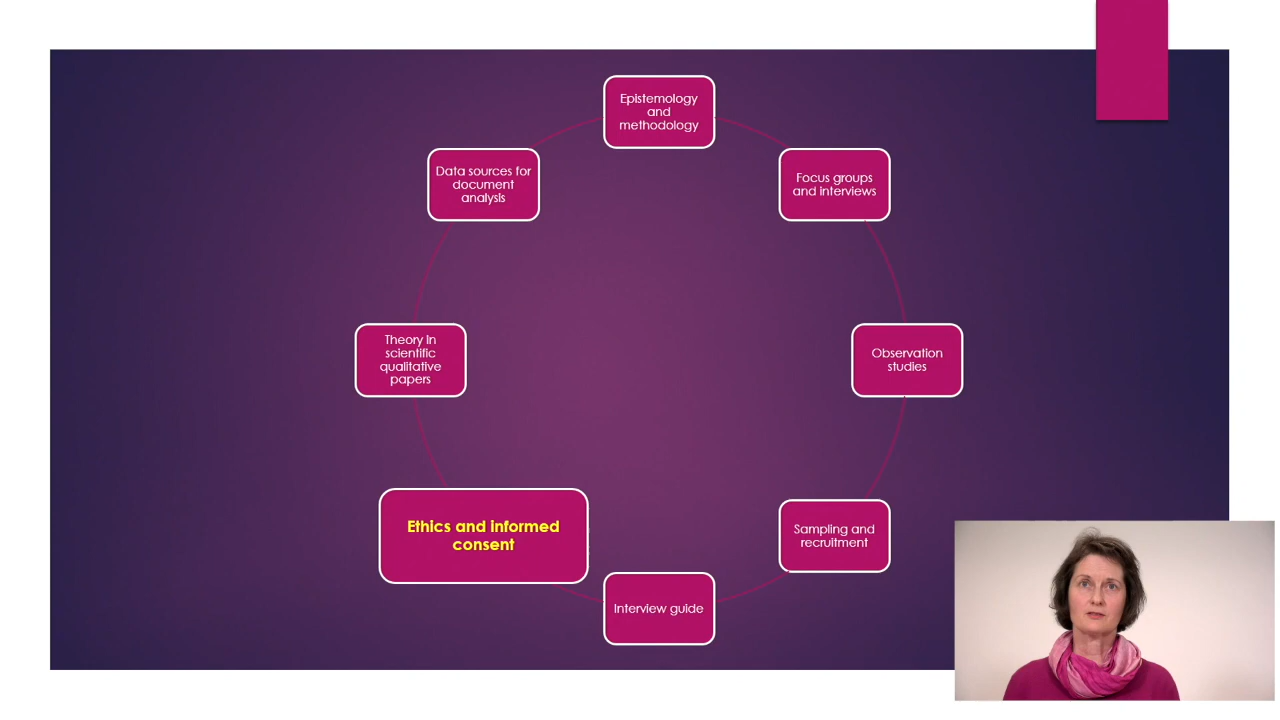 Epistemology
and
methodology
Focus groups
and interviews
Observation
studies
Sampling and
recruitment
Interview guide
Ethics and informed
consent
Theory in
scientific
qualitative
papers
Data sources for
document
analysis